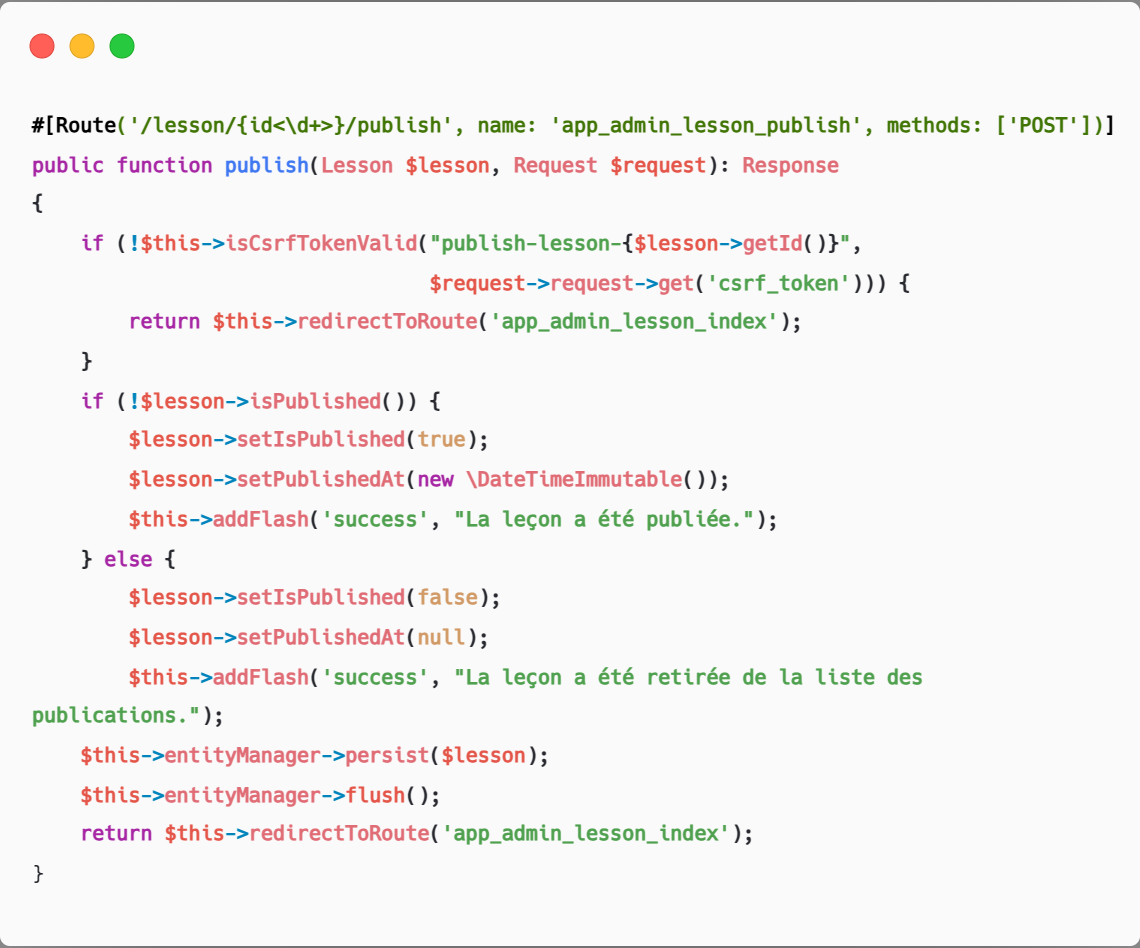 #[Route('/lesson/{id<\d+>}/publish', name: 'app_admin_lesson_publish', methods: ['POST'])]
public function publish(Lesson $lesson, Request $request): Response
{
    if (!$this->isCsrfTokenValid("publish-lesson-{$lesson->getId()}",
                                 $request->request->get('csrf_token'))) {
        return $this->redirectToRoute('app_admin_lesson_index');
    }
    if (!$lesson->isPublished()) {
        $lesson->setIsPublished(true);
        $lesson->setPublishedAt(new \DateTimeImmutable());
        $this->addFlash('success', "La leçon a été publiée.");
    } else {
        $lesson->setIsPublished(false);
        $lesson->setPublishedAt(null);
        $this->addFlash('success', "La leçon a été retirée de la liste des
publications.");
    $this->entityManager->persist($lesson);
    $this->entityManager->flush();
    return $this->redirectToRoute('app_admin_lesson_index');
}